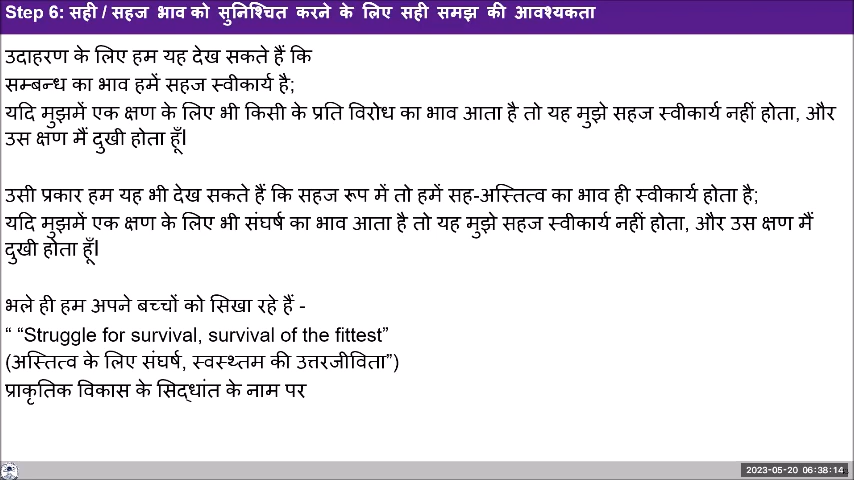 Step 6: सही / सहज भाव को सुनिश्चित करने के लिए सही समझ की आवश्यकता
उदाहरण के लिए हम यह देख सकते हैं कि
सम्बन्ध का भाव हमें सहज स्वीकार्य है;
यदि मुझमें एक क्षण के लिए भी किसी के प्रति विरोध का भाव आता है तो यह मुझे सहज स्वीकार्य नहीं होता, और
उस क्षण मैं दुखी होता हूँ।
उसी प्रकार हम यह भी देख सकते हैं कि सहज रूप में तो हमें सह-अस्तित्व का भाव ही स्वीकार्य होता है;
यदि मुझमें एक क्षण के लिए भी संघर्ष का भाव आता है तो यह मुझे सहज स्वीकार्य नहीं होता, और उस क्षण मैं
दुखी होता हूँ।
भले ही हम अपने बच्चों को सिखा रहे हैं -
“ “Struggle for survival, survival of the fittest”
(अस्तित्व के लिए संघर्ष, स्वस्थ्तम की उत्तरजीविता”)
प्राकृतिक विकास के सिद्धांत के नाम पर
2023-05-20 06:38:14